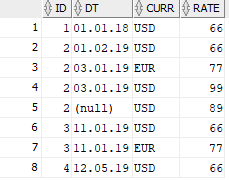 ID DT CURR RATE
1 1 01.01.18 USD 66
2 2 01.02.19 USD 66
3 2 03.01.19 EUR 77
4 2 03.01.19 USD 99
5 2 (null) USD 89
6 3 11.01.19 USD 66
7 3 11.01.19 EUR 77
8 4 12.05.19 USD 66